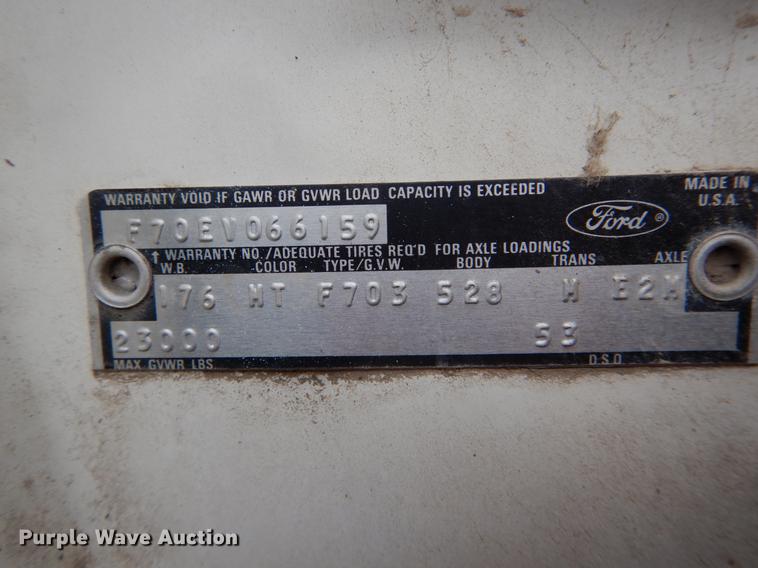 WARRANTY VOID IF GAWR OR GVWR LOAD CAPACITY IS EXCEEDED
MADE IN
U.S.A.
F70EV066159
Ford ®
↑ WARRANTY NO./ADEQUATE TIRES REQ'D FOR AXLE LOADINGS
W.B. COLOR TYPE/G.V.W. BODY TRANS AXLE
176 MT F703 528 M E2M
23000 53
MAX GVWR LBS D.S.O.
Purple Wave Auction